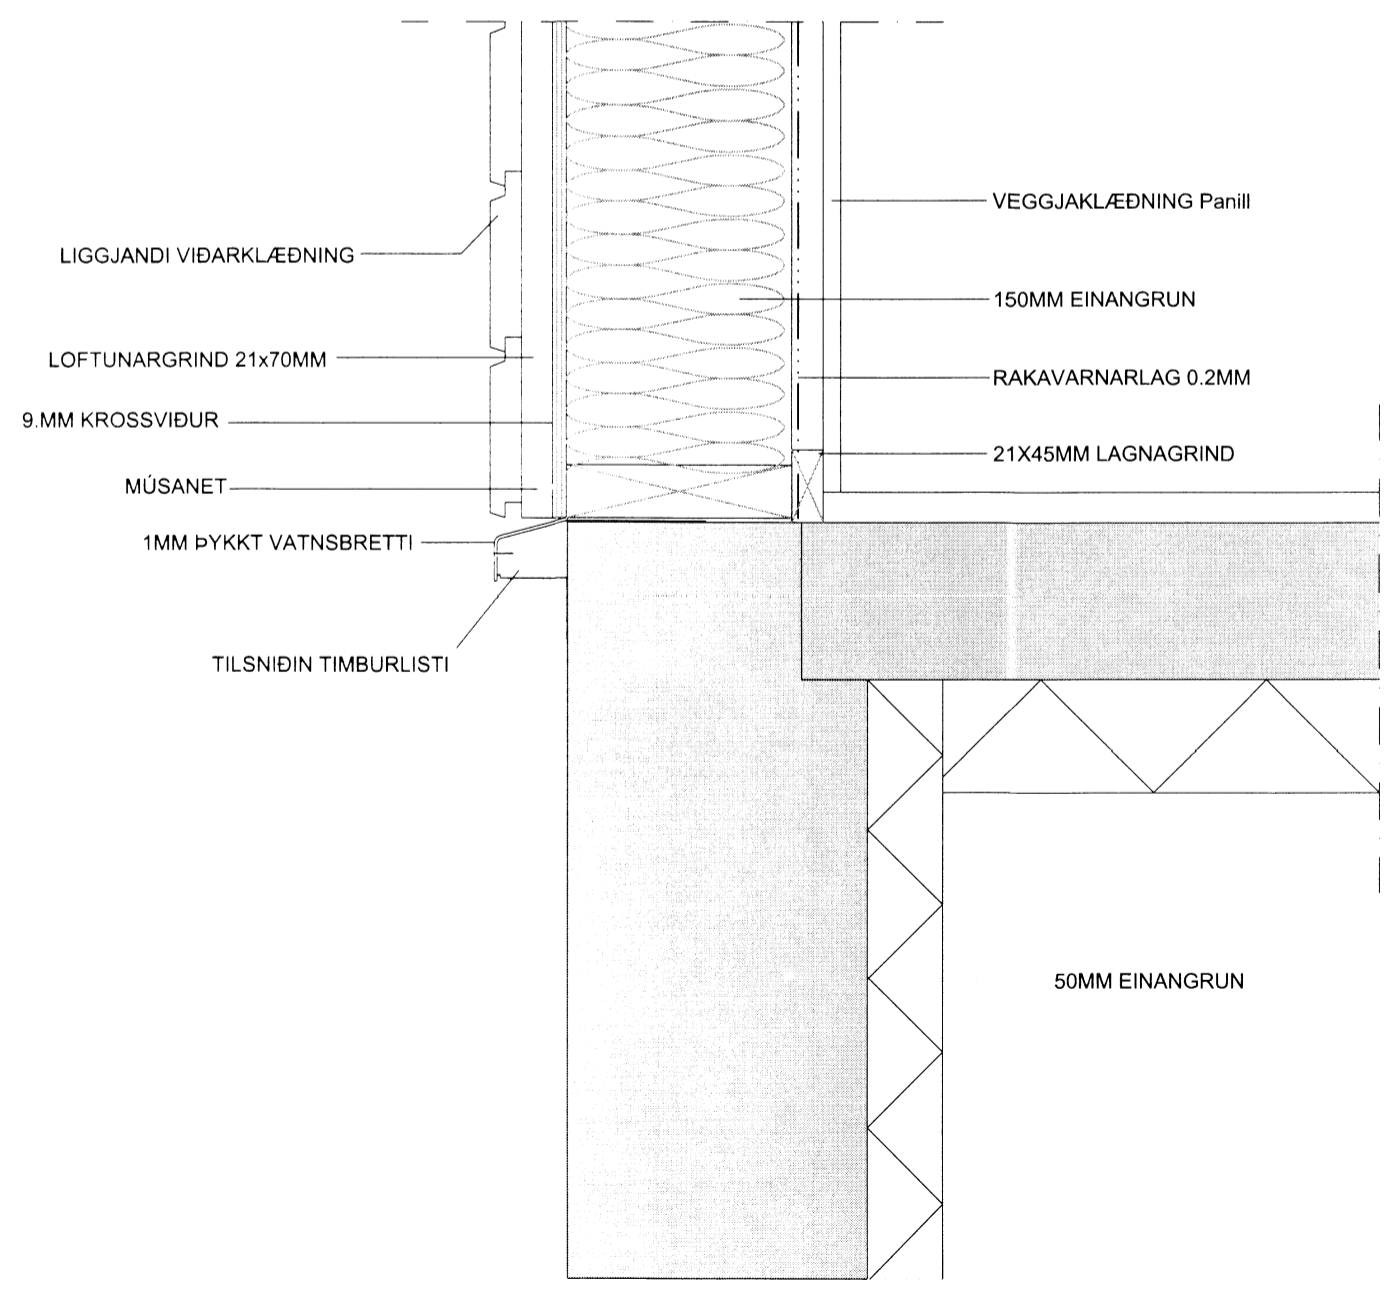 VEGGJAKLÆÐNING Panill
LIGGJANDI VIÐARKLÆÐNING
150MM EINANGRUN
LOFTUNARGRIND 21x70MM
RAKAVARNARLAG 0.2MM
9.MM KROSSVIÐUR
21X45MM LAGNAGRIND
MÚSANET
1MM ÞYKKT VATNSBRETTI
TILSNIÐIN TIMBURLISTI
50MM EINANGRUN